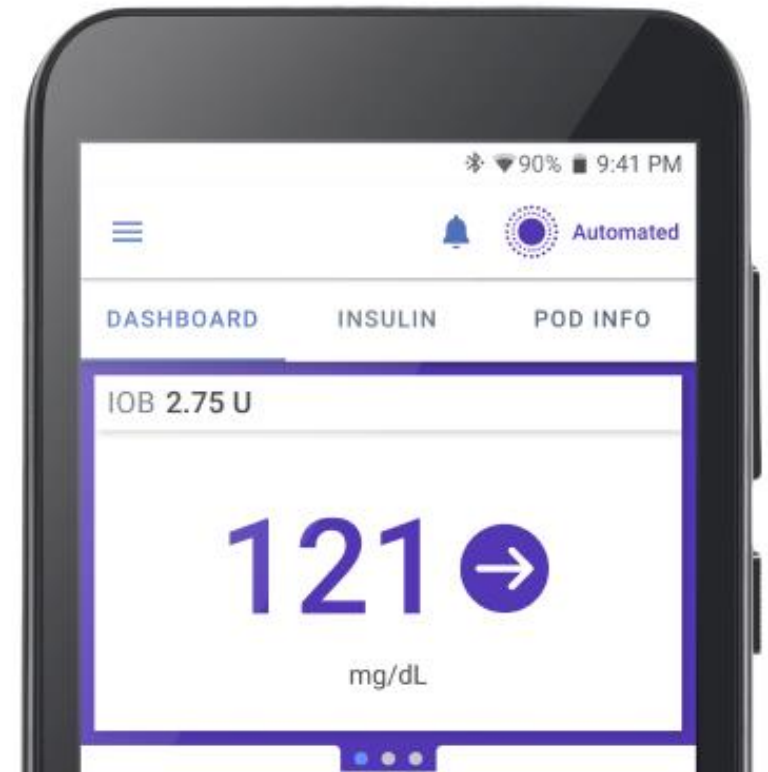 90% 9:41 PM
Automated
DASHBOARD INSULIN POD INFO
IOB 2.75 U
121
mg/dL